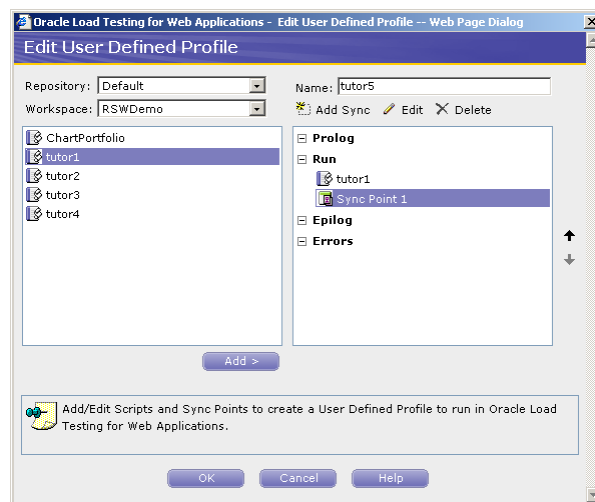 Oracle Load Testing for Web Applications - Edit User Defined Profile -- Web Page Dialog
Edit User Defined Profile
Repository: Default
Workspace: RSWDemo
Name: tutor5
Add Sync Edit Delete
ChartPortfolio
tutor1
tutor2
tutor3
tutor4
Prolog
Run
tutor1
Sync Point 1
Epilog
Errors
Add >
Add/Edit Scripts and Sync Points to create a User Defined Profile to run in Oracle Load
Testing for Web Applications.
OK Cancel Help